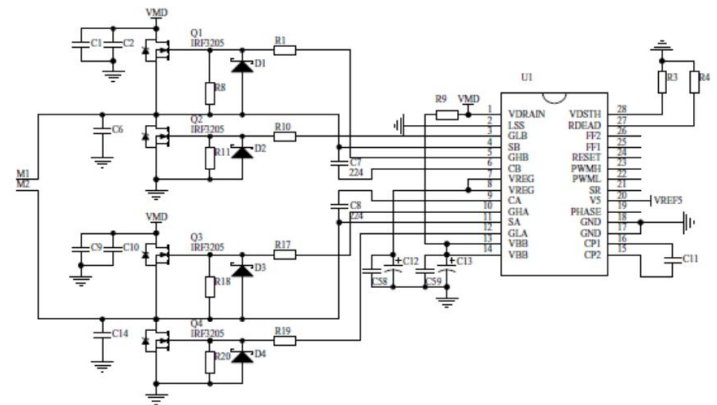 VMD
C1
C2
Q1
IRF3205
D1
R1
R8
Q2
IRF3205
C6
R11
D2
R10
M1
M2
C7
224
C8
224
VMD
C9
C10
Q3
IRF3205
D3
R17
R18
C14
Q4
IRF3205
R20
D4
R19
R9
VMD
C58
C12
C59
C13
U1
1 VDRAIN VDSTH 28
2 LSS RDEAD 27
3 GLB FF2 26
4 SB FF1 25
5 GHB RESET 24
6 CB PWMH 23
7 VREG PWML 22
8 VREG SR 21
9 CA V5 20
10 GHA PHASE 19
11 SA GND 18
12 GLA GND 17
13 VBB CP1 16
14 VBB CP2 15
R3
R4
VREF5
C11